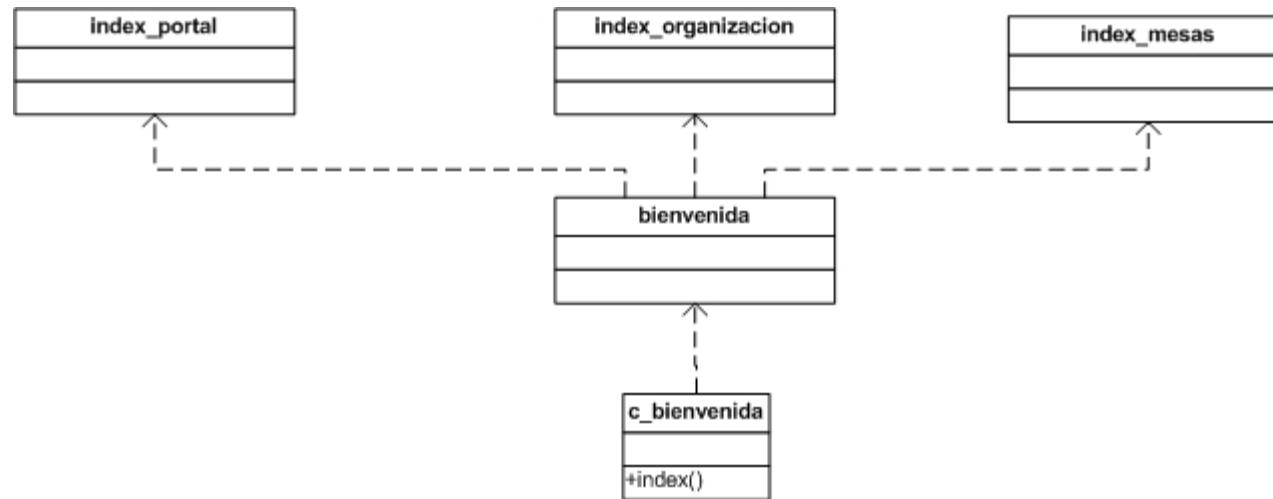 index_portal
index_organizacion
index_mesas
bienvenida
c_bienvenida
+index()